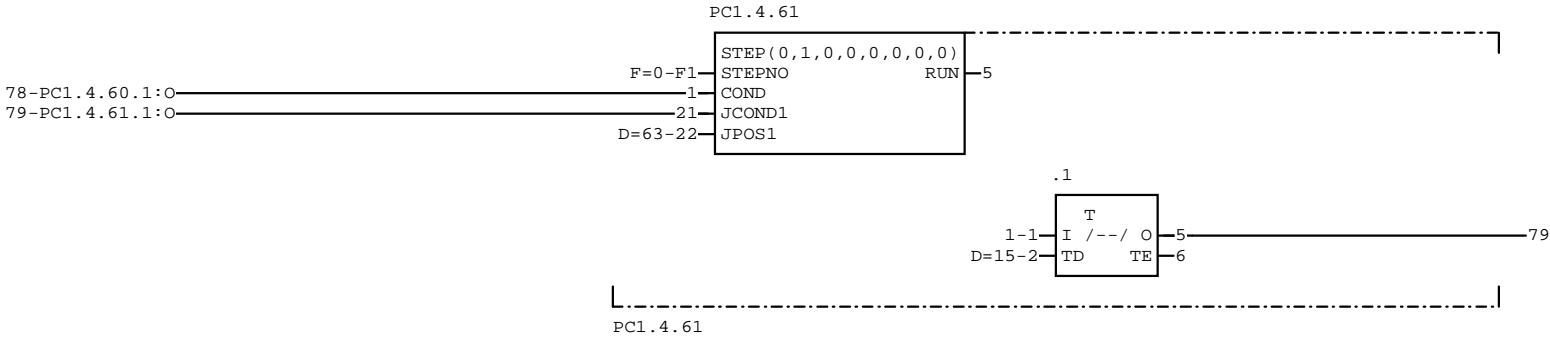 PC1.4.61
STEP(0,1,0,0,0,0,0,0)
F=0-F1 STEPNO RUN 5
78-PC1.4.60.1:O 1 COND
79-PC1.4.61.1:O 21 JCOND1
D=63-22 JPOS1
.1
T
1-1 I /--/ O 5 79
D=15-2 TD TE 6
PC1.4.61